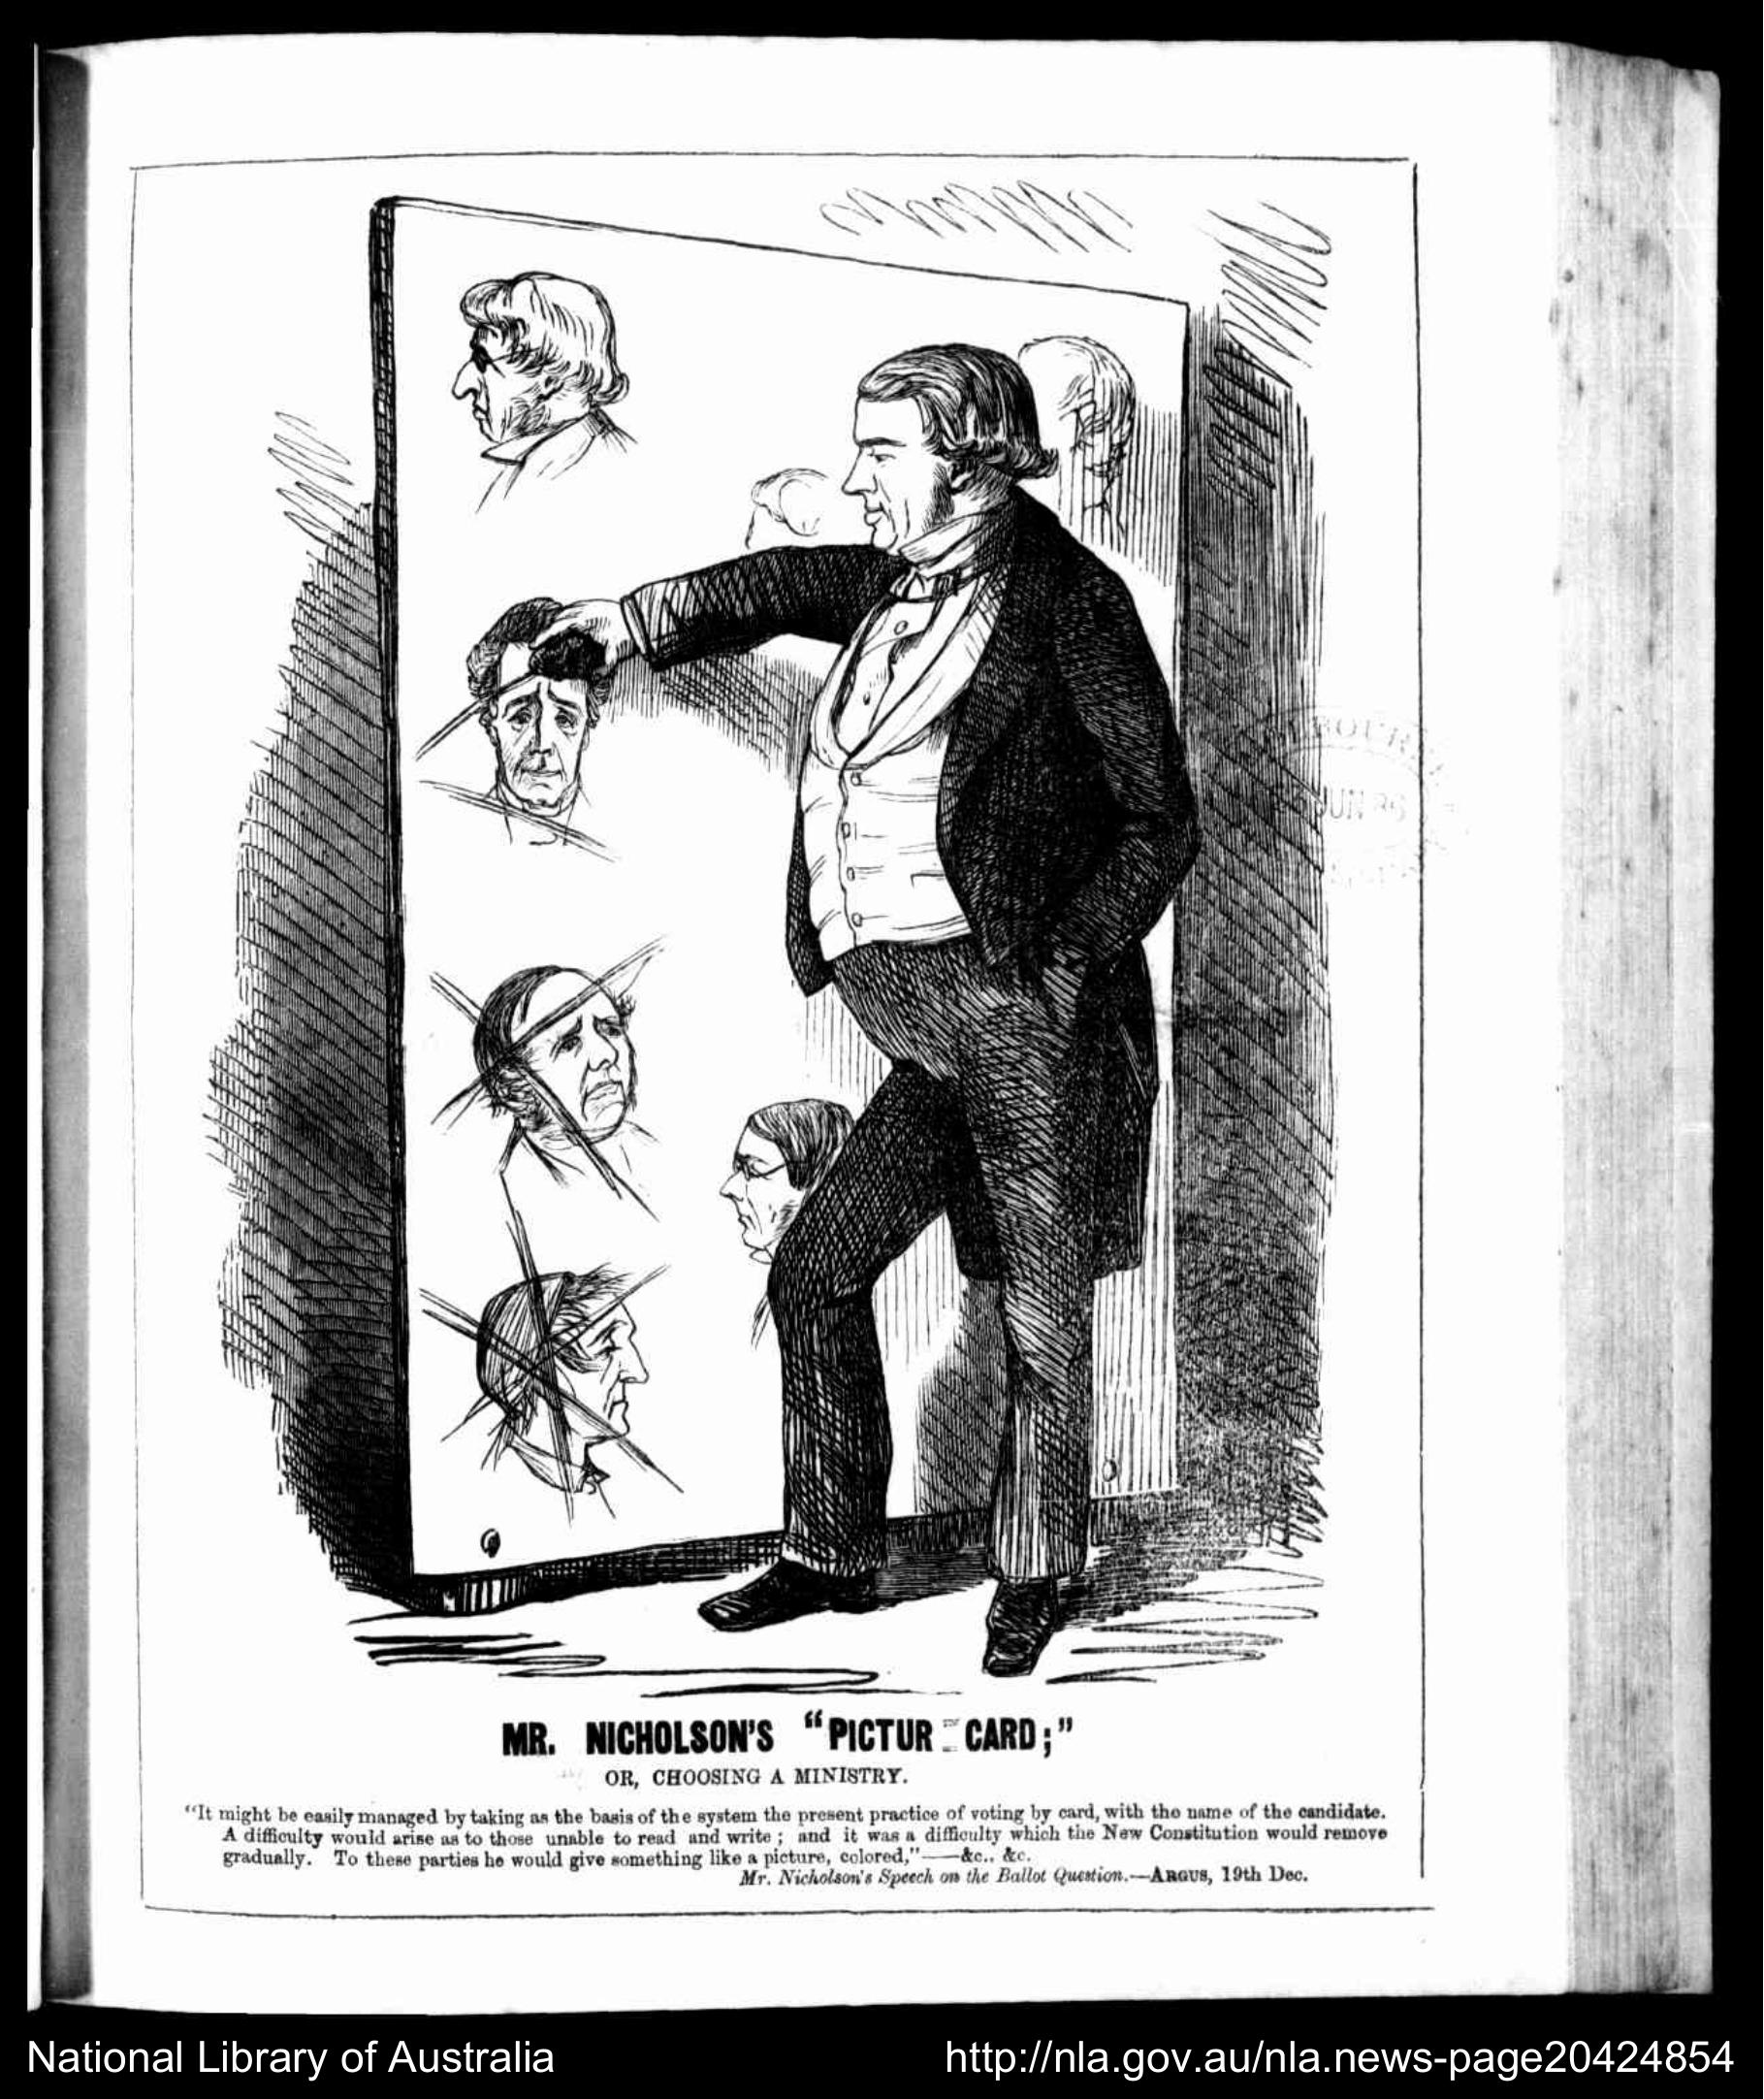 MR. NICHOLSON'S "PICTUR CARD;"
OR, CHOOSING A MINISTRY.
"It might be easily managed by taking as the basis of the system the present practice of voting by card, with the name of the candidate.
A difficulty would arise as to those unable to read and write; and it was a difficulty which the New Constitution would remove
gradually. To these parties he would give something like a picture, colored,"——&c., &c.
Mr. Nicholson's Speech on the Ballot Question.—ARGUS, 19th Dec.
National Library of Australia
http://nla.gov.au/nla.news-page20424854